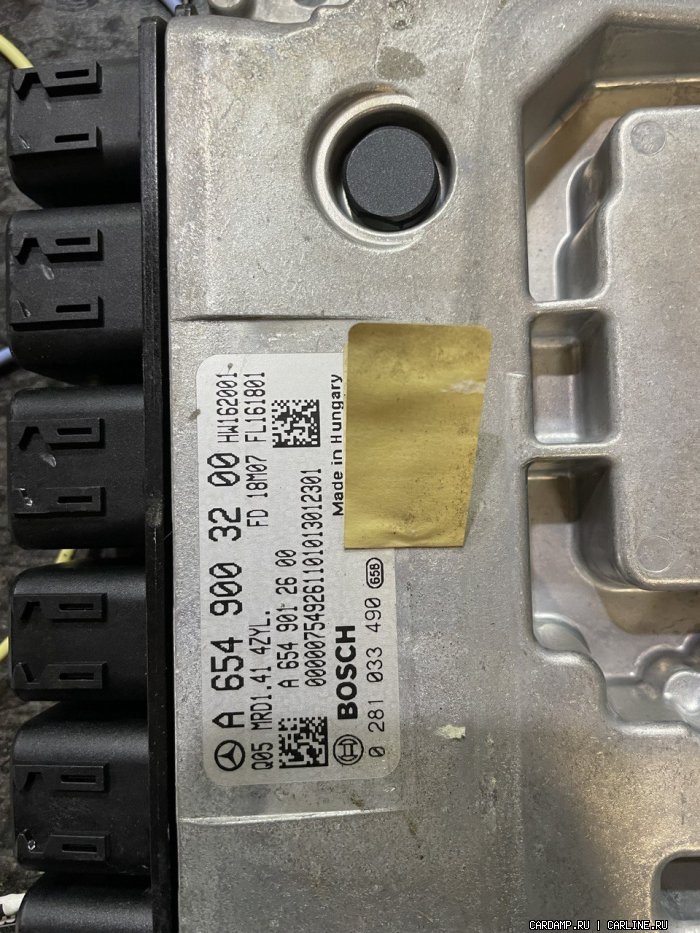 A 654 900 32 00 HW162001
Q05 MRD1.41 4ZYL. FD 18M07 FL161801
A 654 901 26 00
000007549261101013012301
BOSCH Made in Hungary
0 281 033 490 658
CARDAMP.RU | CARLINE.RU